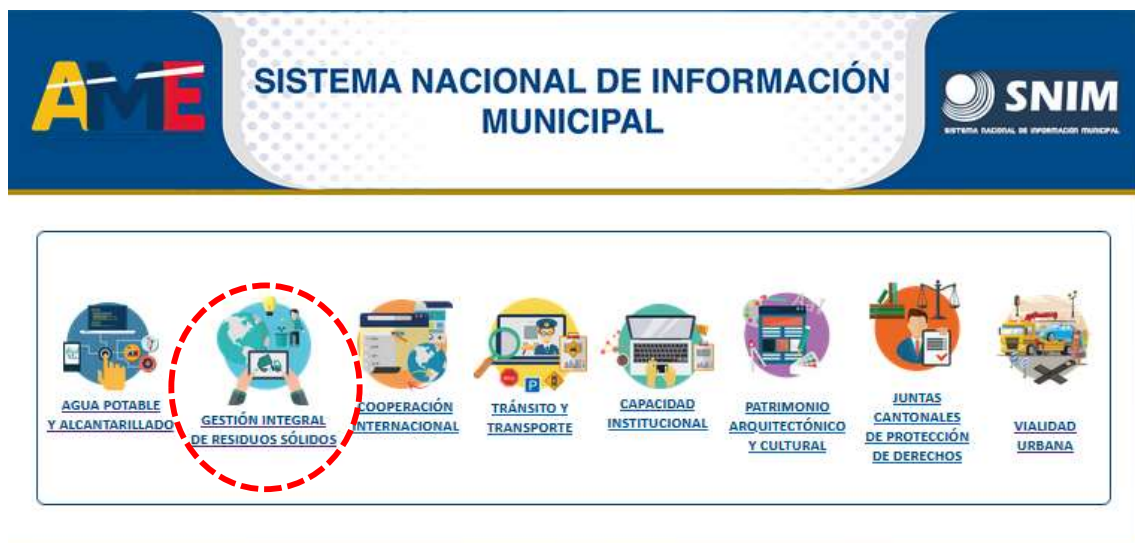 AME
SISTEMA NACIONAL DE INFORMACIÓN
MUNICIPAL
SNIM
SISTEMA NACIONAL DE INFORMACIÓN MUNICIPAL
AGUA POTABLE
Y ALCANTARILLADO
GESTIÓN INTEGRAL
DE RESIDUOS SÓLIDOS
COOPERACIÓN
INTERNACIONAL
TRÁNSITO Y
TRANSPORTE
CAPACIDAD
INSTITUCIONAL
PATRIMONIO
ARQUITECTÓNICO
Y CULTURAL
JUNTAS
CANTONALES
DE PROTECCIÓN
DE DERECHOS
VIALIDAD
URBANA
P